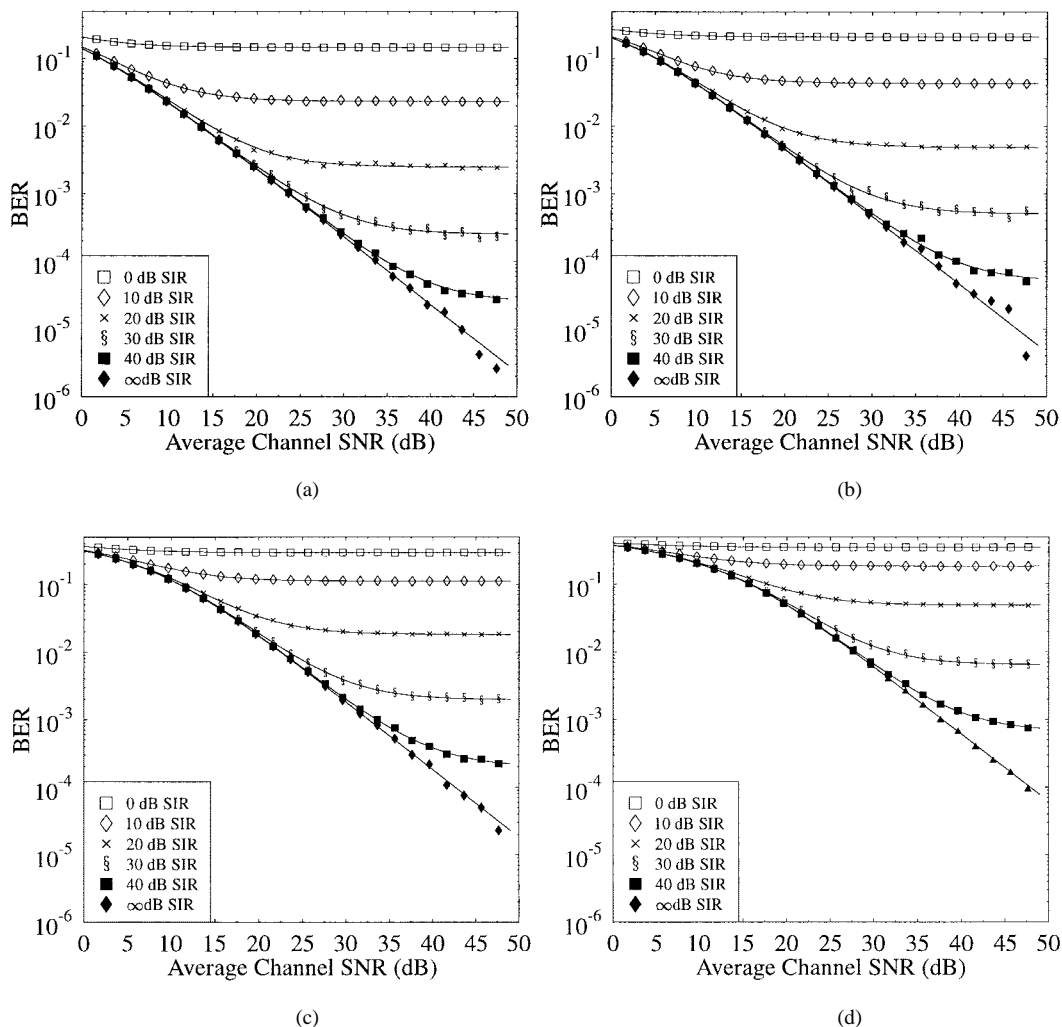 BER
10^-1
10^-2
10^-3
10^-4
10^-5
10^-6
□ 0 dB SIR
◇ 10 dB SIR
× 20 dB SIR
§ 30 dB SIR
■ 40 dB SIR
◆ ∞dB SIR
0 5 10 15 20 25 30 35 40 45 50
Average Channel SNR (dB)
(a)
BER
10^-1
10^-2
10^-3
10^-4
10^-5
10^-6
□ 0 dB SIR
◇ 10 dB SIR
× 20 dB SIR
§ 30 dB SIR
■ 40 dB SIR
◆ ∞dB SIR
0 5 10 15 20 25 30 35 40 45 50
Average Channel SNR (dB)
(b)
BER
10^-1
10^-2
10^-3
10^-4
10^-5
10^-6
□ 0 dB SIR
◇ 10 dB SIR
× 20 dB SIR
§ 30 dB SIR
■ 40 dB SIR
◆ ∞dB SIR
0 5 10 15 20 25 30 35 40 45 50
Average Channel SNR (dB)
(c)
BER
10^-1
10^-2
10^-3
10^-4
10^-5
10^-6
□ 0 dB SIR
◇ 10 dB SIR
× 20 dB SIR
§ 30 dB SIR
■ 40 dB SIR
◆ ∞dB SIR
0 5 10 15 20 25 30 35 40 45 50
Average Channel SNR (dB)
(d)